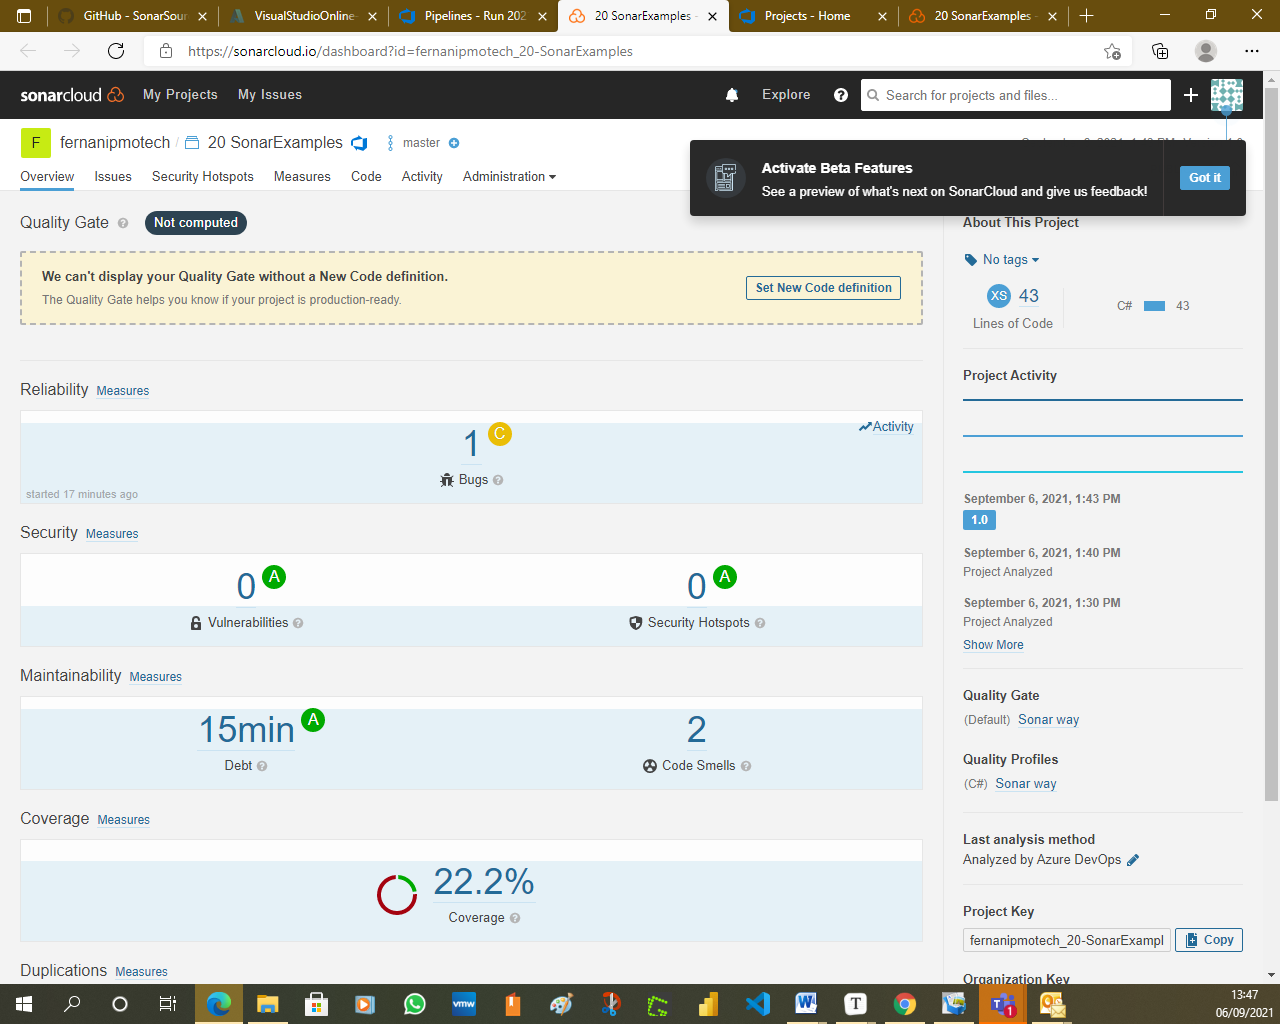 GitHub - SonarSour
VisualStudioOnline-
Pipelines - Run 202
20 SonarExamples -
Projects - Home
20 SonarExamples -
https://sonarcloud.io/dashboard?id=fernanipmotech_20-SonarExamples
sonarcloud My Projects My Issues Explore Search for projects and files...
F fernanipmotech / 20 SonarExamples master
Overview Issues Security Hotspots Measures Code Activity Administration
Activate Beta Features
See a preview of what's next on SonarCloud and give us feedback!
Got it
Quality Gate Not computed
We can't display your Quality Gate without a New Code definition.
The Quality Gate helps you know if your project is production-ready.
Set New Code definition
Reliability Measures
Activity
1 C
Bugs
started 17 minutes ago
Security Measures
0 A
Vulnerabilities
0 A
Security Hotspots
Maintainability Measures
15min A
Debt
2
Code Smells
Coverage Measures
22.2%
Coverage
Duplications Measures
About This Project
No tags
XS 43
Lines of Code
C# 43
Project Activity
September 6, 2021, 1:43 PM
1.0
September 6, 2021, 1:40 PM
Project Analyzed
September 6, 2021, 1:30 PM
Project Analyzed
Show More
Quality Gate
(Default) Sonar way
Quality Profiles
(C#) Sonar way
Last analysis method
Analyzed by Azure DevOps
Project Key
fernanipmotech_20-SonarExampl
Copy
Organization Key
vmw
W
T
1
13:47
06/09/2021